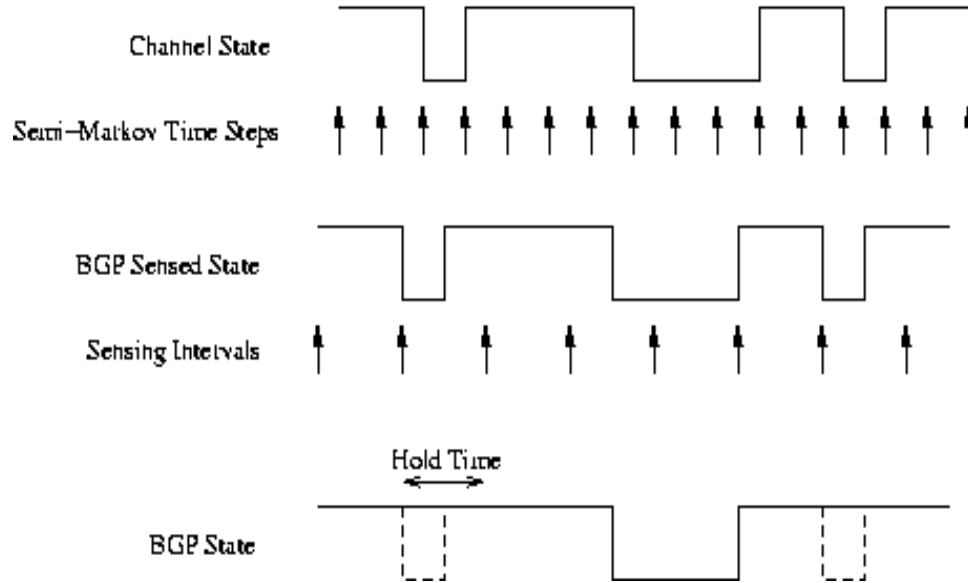 Channel State
Semi-Markov Time Steps
BGP Sensed State
Sensing Intervals
Hold Time
BGP State